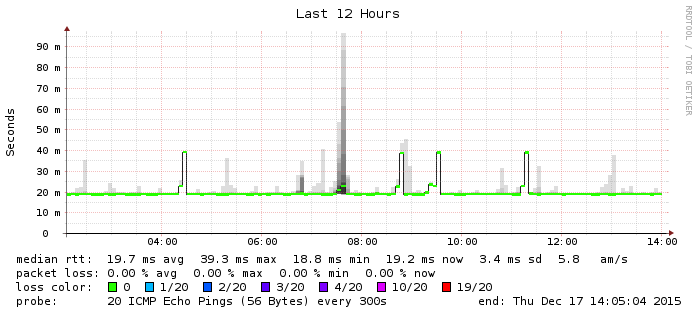 Last 12 Hours
RRDTOOL / TOBI OETIKER
Seconds
90 m
80 m
70 m
60 m
50 m
40 m
30 m
20 m
10 m
0
04:00 06:00 08:00 10:00 12:00 14:00
median rtt: 19.7 ms avg 39.3 ms max 18.8 ms min 19.2 ms now 3.4 ms sd 5.8 am/s
packet loss: 0.00 % avg 0.00 % max 0.00 % min 0.00 % now
loss color: 0 1/20 2/20 3/20 4/20 10/20 19/20
probe: 20 ICMP Echo Pings (56 Bytes) every 300s end: Thu Dec 17 14:05:04 2015